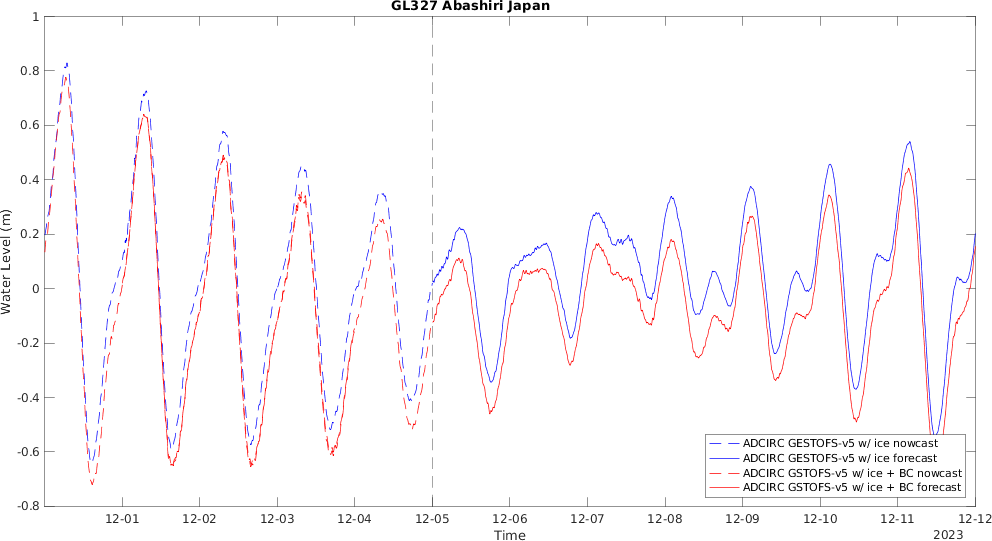 GL327 Abashiri Japan
Water Level (m)
1
0.8
0.6
0.4
0.2
0
-0.2
-0.4
-0.6
-0.8
ADCIRC GESTOFS-v5 w/ ice nowcast
ADCIRC GESTOFS-v5 w/ ice forecast
ADCIRC GSTOFS-v5 w/ ice + BC nowcast
ADCIRC GSTOFS-v5 w/ ice + BC forecast
12-01 12-02 12-03 12-04 12-05 12-06 12-07 12-08 12-09 12-10 12-11 12-12
Time
2023